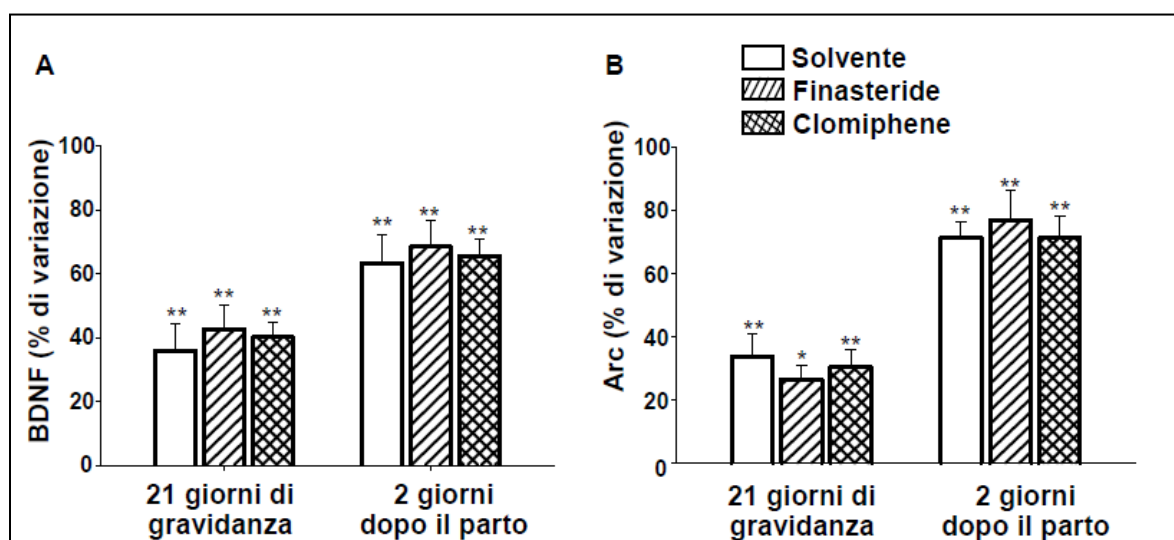 A
BDNF (% di variazione)
100
80
60
40
20
0
**
**
**
**
**
**
21 giorni di
gravidanza
2 giorni
dopo il parto
B
Solvente
Finasteride
Clomiphene
Arc (% di variazione)
100
80
60
40
20
0
**
*
**
**
**
**
21 giorni di
gravidanza
2 giorni
dopo il parto